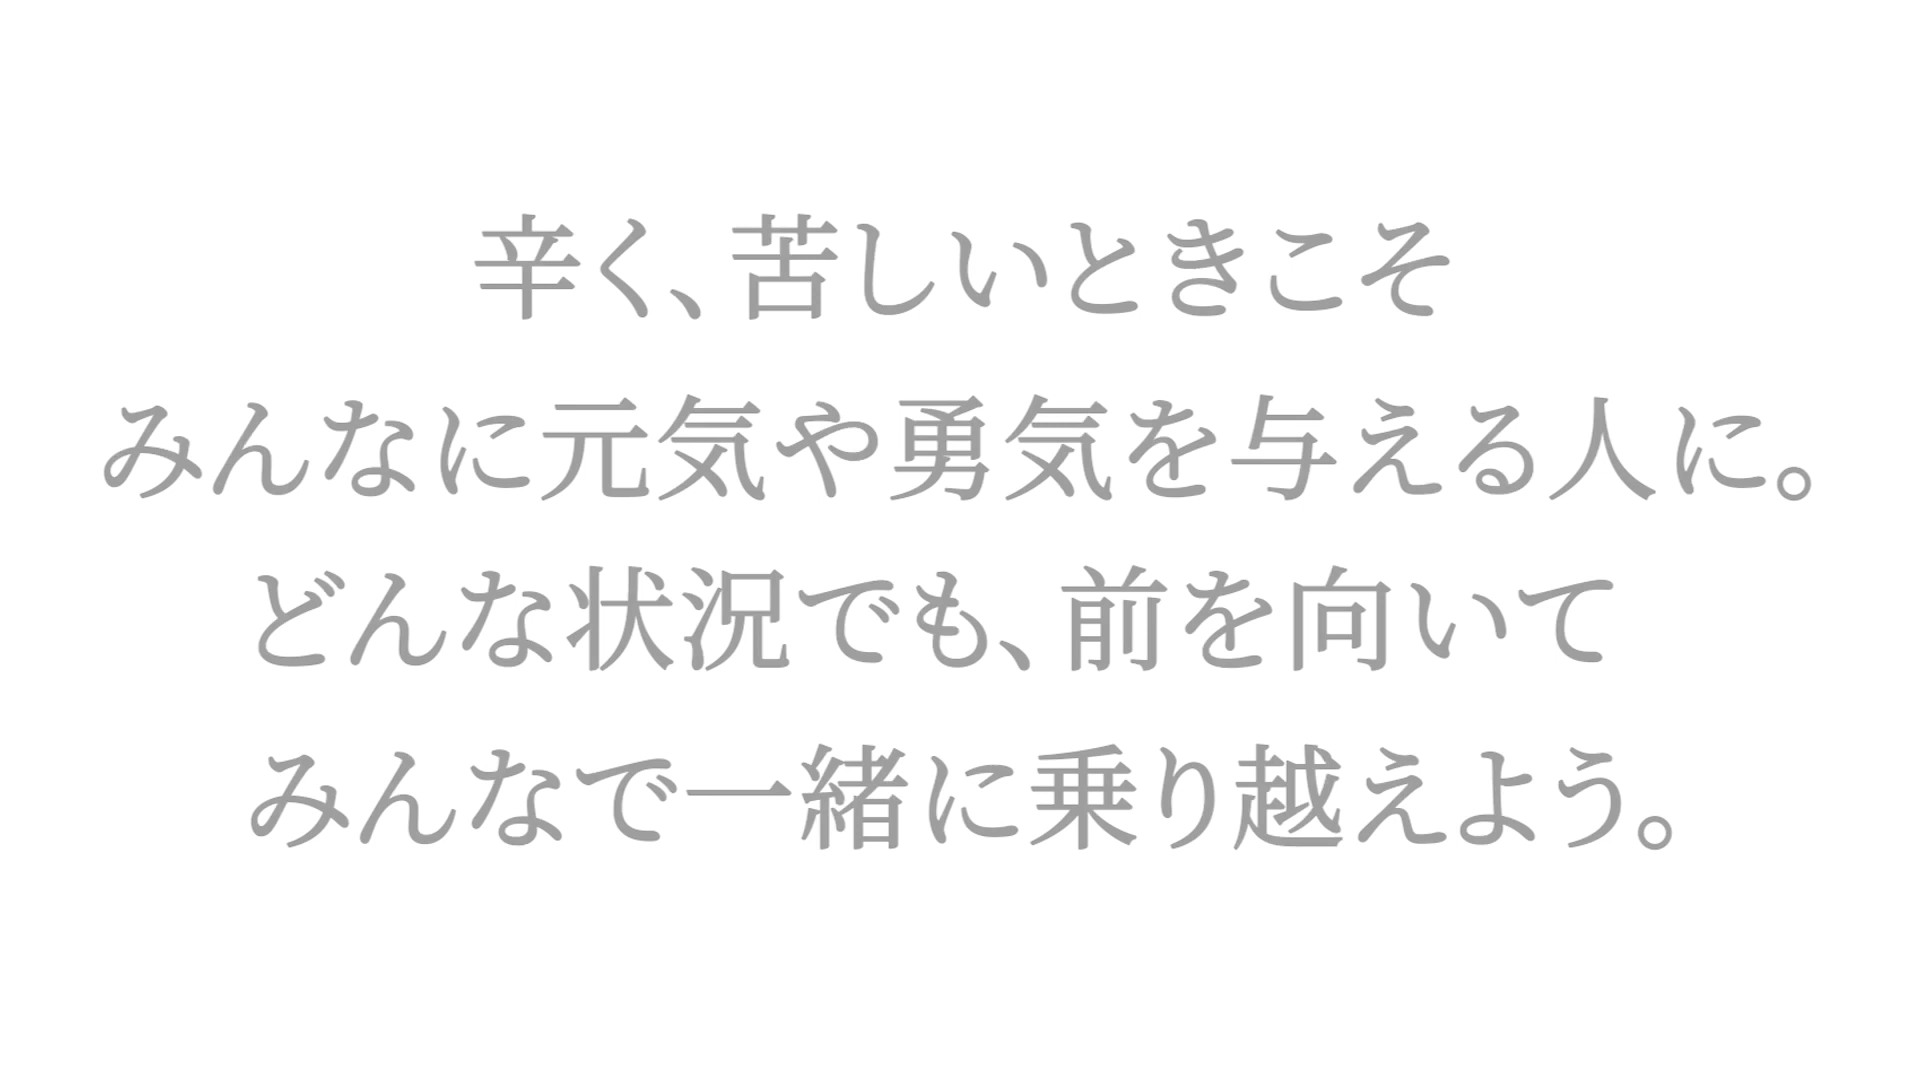 辛く、苦しいときこそ
みんなに元気や勇気を与える人に。
どんな状況でも、前を向いて
みんなで一緒に乗り越えよう。